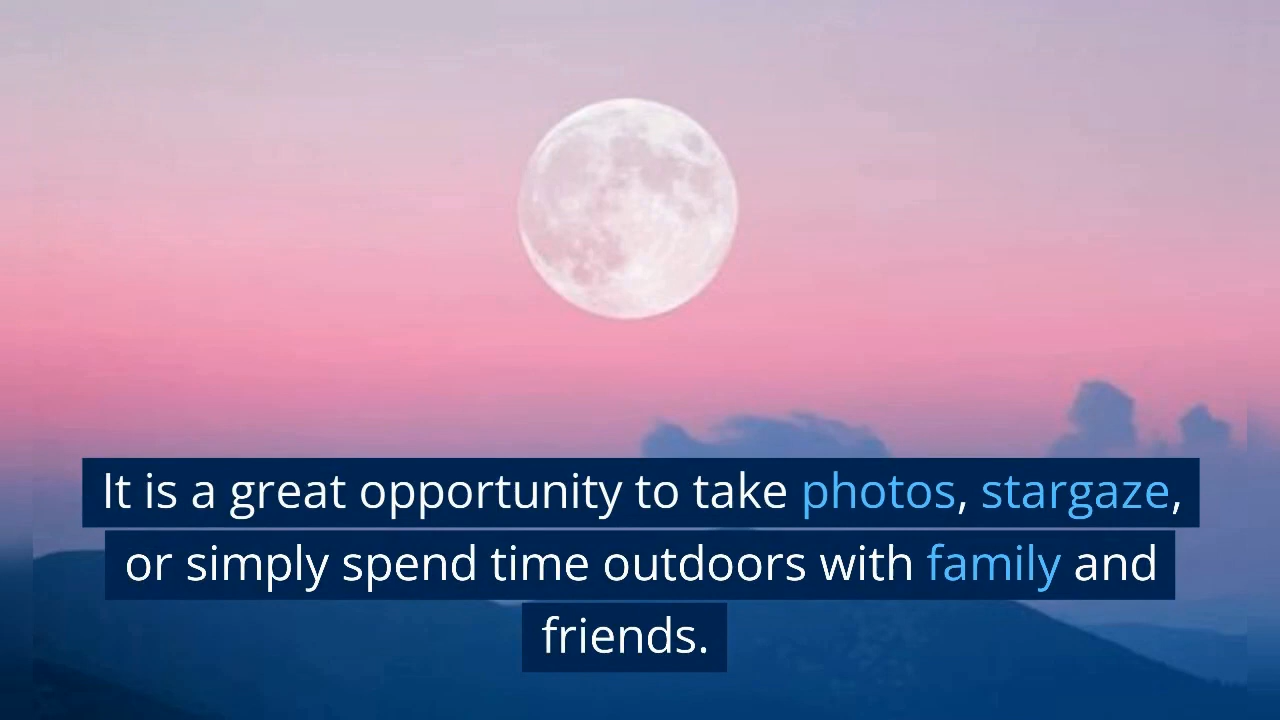 It is a great opportunity to take photos, stargaze,
or simply spend time outdoors with family and
friends.